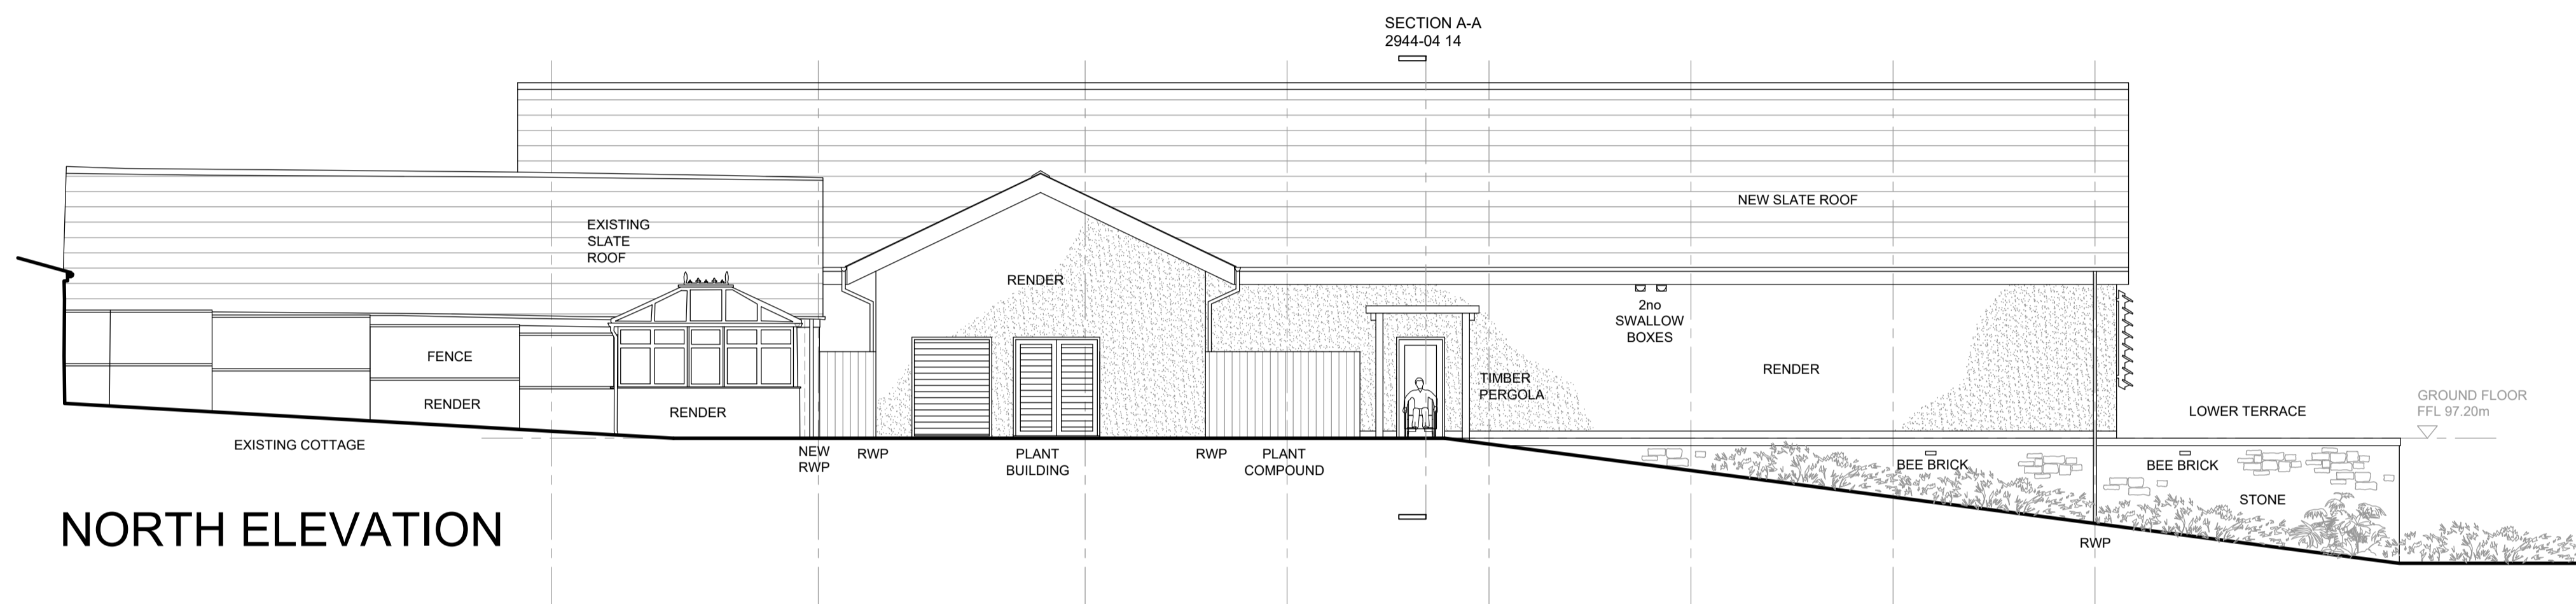 SECTION A-A
2944-04 14
NEW SLATE ROOF
EXISTING
SLATE
ROOF
RENDER
2no
SWALLOW
BOXES
FENCE
RENDER
RENDER
TIMBER
PERGOLA
RENDER
GROUND FLOOR
FFL 97.20m
LOWER TERRACE
EXISTING COTTAGE
NEW
RWP
RWP
PLANT
BUILDING
RWP
PLANT
COMPOUND
BEE BRICK
BEE BRICK
STONE
RWP
NORTH ELEVATION